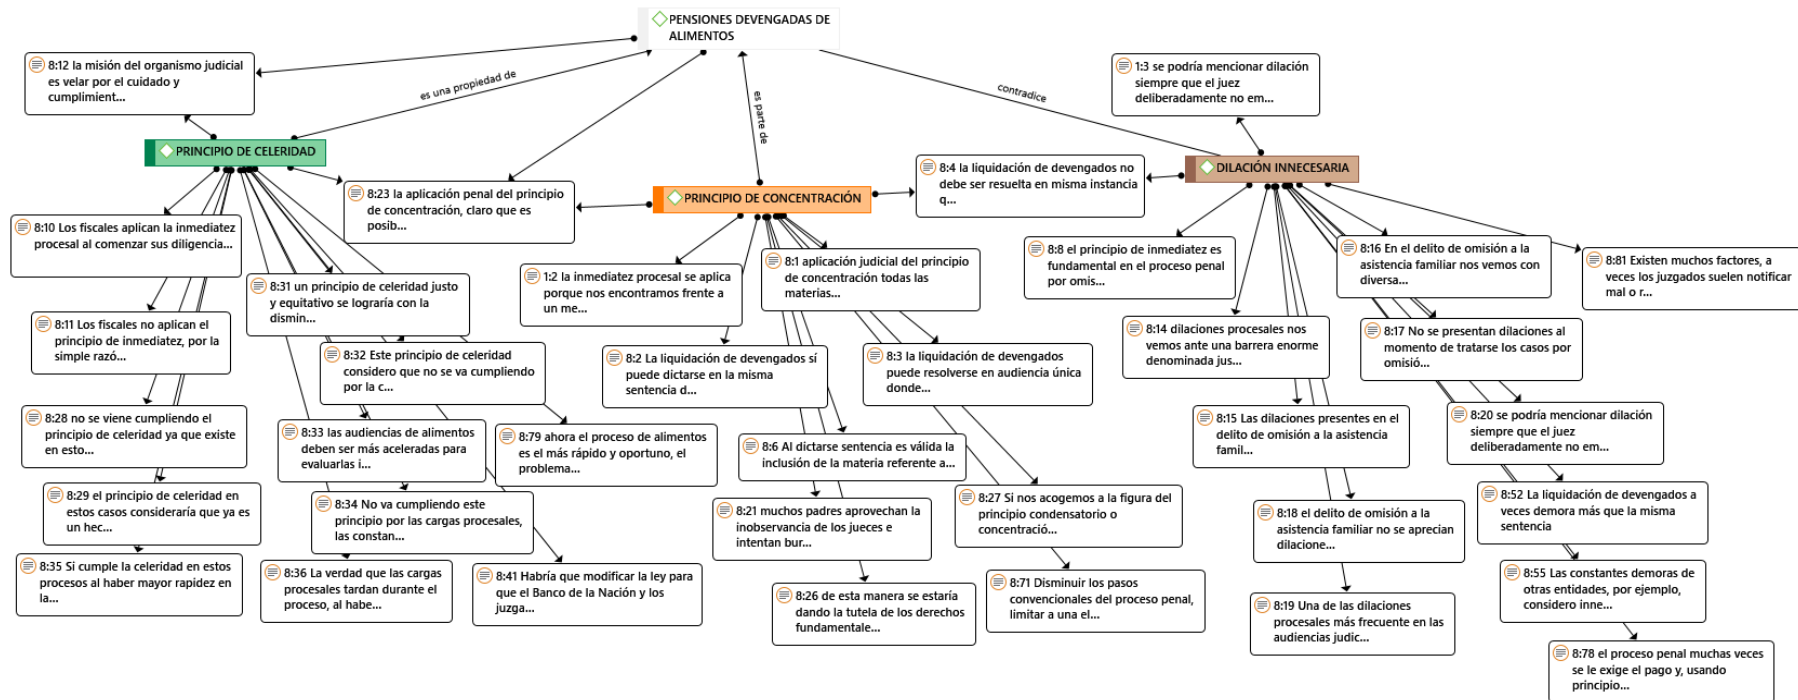 PENSIONES DEVENGADAS DE
ALIMENTOS
8:12 la misión del organismo judicial
es velar por el cuidado y
cumplimient...
es una propiedad de
es parte de
contradice
1:3 se podría mencionar dilación
siempre que el juez
deliberadamente no em...
PRINCIPIO DE CELERIDAD
8:23 la aplicación penal del principio
de concentración, claro que es
posib...
PRINCIPIO DE CONCENTRACIÓN
8:4 la liquidación de devengados no
debe ser resuelta en misma instancia
q...
DILACIÓN INNECESARIA
8:10 Los fiscales aplican la inmediatez
procesal al comenzar sus diligencia...
8:31 un principio de celeridad justo
y equitativo se lograría con la
dismin...
8:11 Los fiscales no aplican el
principio de inmediatez, por la
simple razó...
8:32 Este principio de celeridad
considero que no se va cumpliendo
por la c...
8:28 no se viene cumpliendo el
principio de celeridad ya que existe
en esto...
8:33 las audiencias de alimentos
deben ser más aceleradas para
evaluarlas i...
8:79 ahora el proceso de alimentos
es el más rápido y oportuno, el
problema...
8:29 el principio de celeridad en
estos casos consideraría que ya es
un hec...
8:34 No va cumpliendo este
principio por las cargas procesales,
las constan...
8:35 Si cumple la celeridad en estos
procesos al haber mayor rapidez en
la...
8:36 La verdad que las cargas
procesales tardan durante el
proceso, al habe...
8:41 Habría que modificar la ley para
que el Banco de la Nación y los
juzga...
1:2 la inmediatez procesal se aplica
porque nos encontramos frente a
un me...
8:1 aplicación judicial del principio
de concentración todas las
materias...
8:2 La liquidación de devengados sí
puede dictarse en la misma
sentencia d...
8:3 la liquidación de devengados
puede resolverse en audiencia única
donde...
8:6 Al dictarse sentencia es válida la
inclusión de la materia referente a...
8:21 muchos padres aprovechan la
inobservancia de los jueces e
intentan bur...
8:27 Si nos acogemos a la figura del
principio condensatorio o
concentració...
8:26 de esta manera se estaría
dando la tutela de los derechos
fundamentale...
8:71 Disminuir los pasos
convencionales del proceso penal,
limitar a una el...
8:8 el principio de inmediatez es
fundamental en el proceso penal
por omis...
8:16 En el delito de omisión a la
asistencia familiar nos vemos con
diversa...
8:81 Existen muchos factores, a
veces los juzgados suelen notificar
mal o r...
8:14 dilaciones procesales nos
vemos ante una barrera enorme
denominada jus...
8:17 No se presentan dilaciones al
momento de tratarse los casos por
omisió...
8:15 Las dilaciones presentes en el
delito de omisión a la asistencia
famil...
8:20 se podría mencionar dilación
siempre que el juez
deliberadamente no em...
8:18 el delito de omisión a la
asistencia familiar no se aprecian
dilacione...
8:52 La liquidación de devengados a
veces demora más que la misma
sentencia
8:19 Una de las dilaciones
procesales más frecuente en las
audiencias judic...
8:55 Las constantes demoras de
otras entidades, por ejemplo,
considero inne...
8:78 el proceso penal muchas veces
se le exige el pago y, usando
principio...